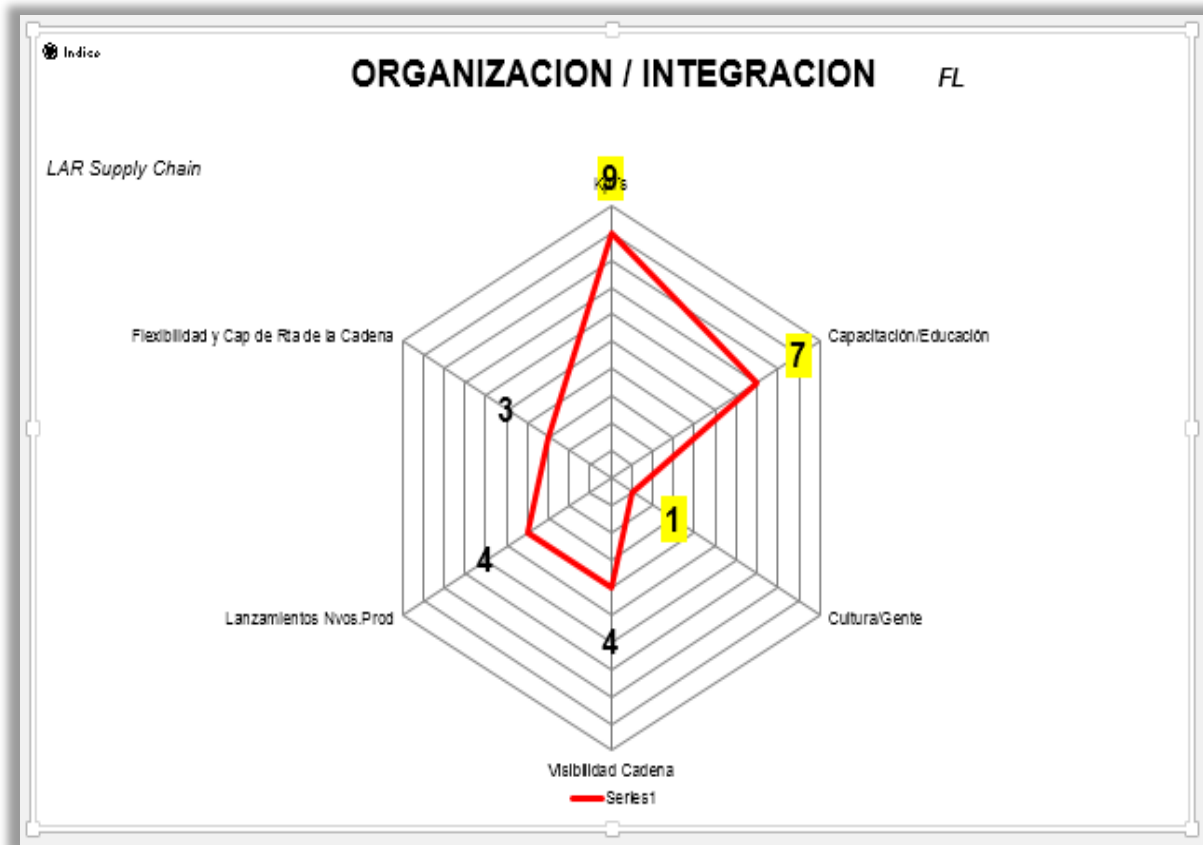 Indice
ORGANIZACION / INTEGRACION FL
LAR Supply Chain
9
Flexibilidad y Cap de Rta de la Cadena
Capacitación/Educación
7
3
1
4
Lanzamientos Nvos.Prod
Cultura/Gente
4
Visibilidad Cadena
Series1